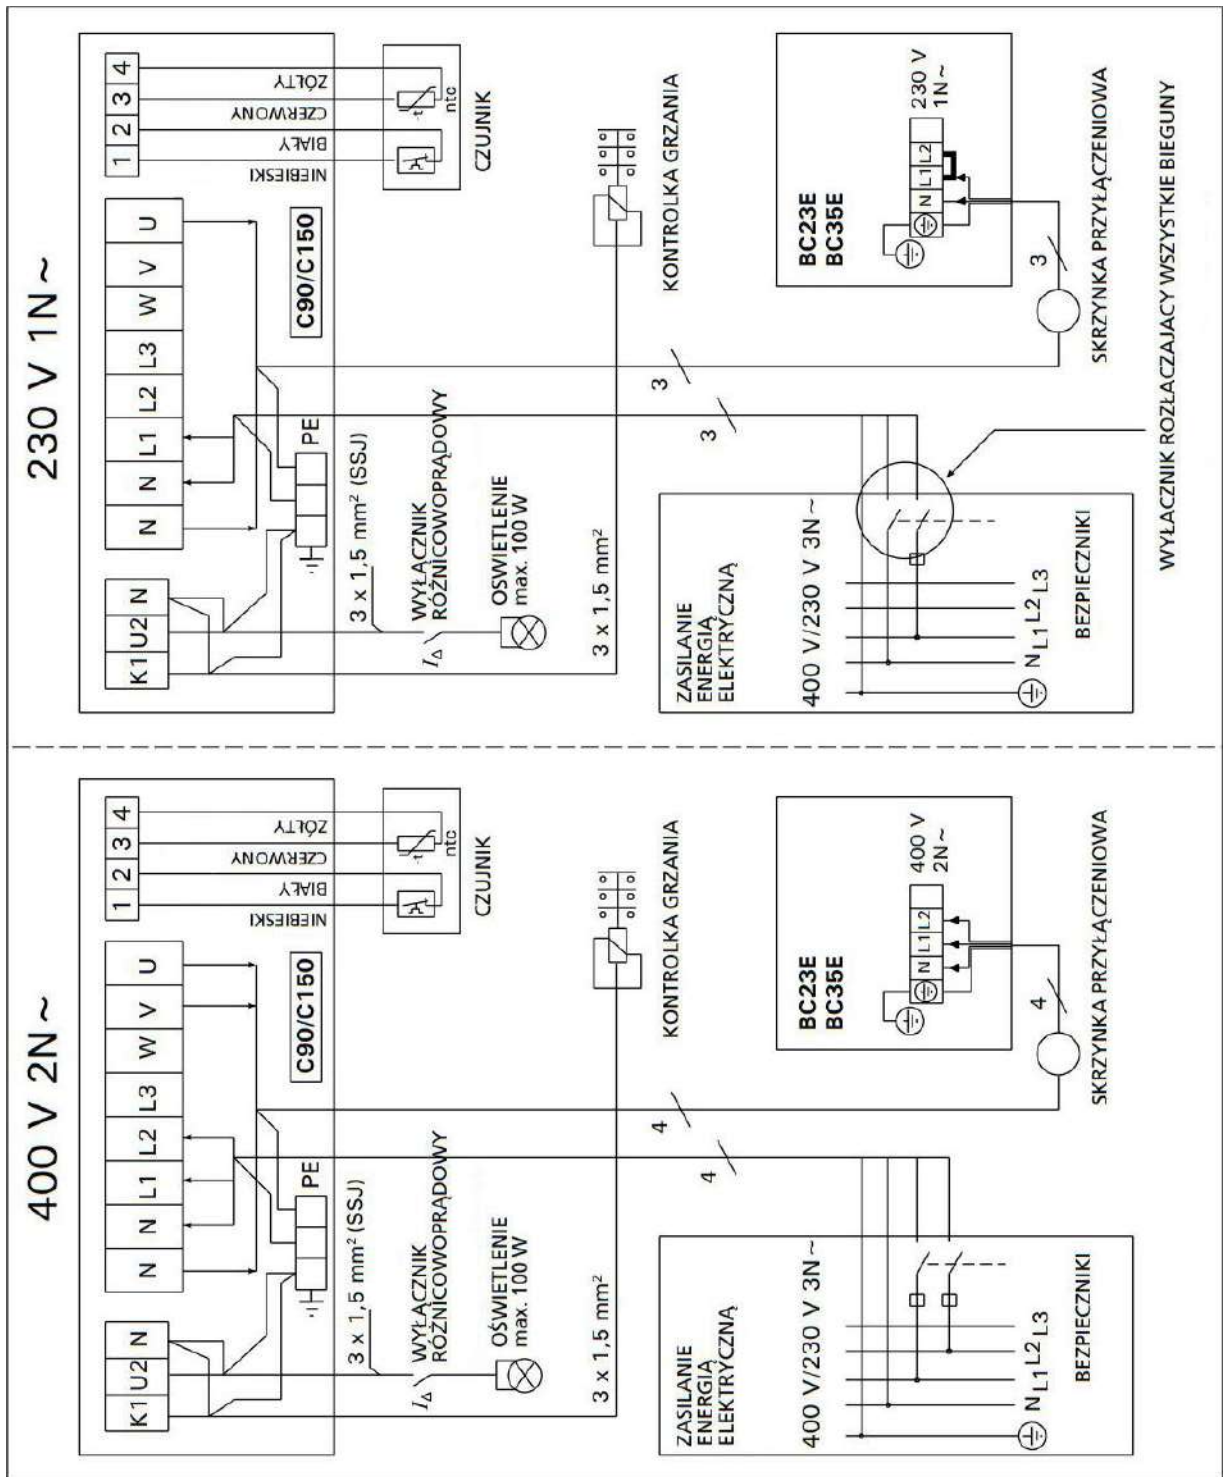 400 V 2N~
K1 U2 N
N N L1 L2 L3 W V U
1 2 3 4
NIEBIESKI
BIAŁY
CZERWONY
ZÓŁTY
C90/C150
PE
3 x 1,5 mm² (SSJ)
CZUJNIK
ntc
-t
WYŁĄCZNIK
RÓŻNICOWOPRĄDOWY
I∆
OŚWIETLENIE
max. 100 W
3 x 1,5 mm²
KONTROLKA GRZANIA
4
4
ZASILANIE
ENERGIĄ
ELEKTRYCZNĄ
400 V/230 V 3N~
N L1 L2 L3
BEZPIECZNIKI
BC23E
BC35E
N L1 L2
400 V
2N~
4
SKRZYNKA PRZYŁĄCZENIOWA
230 V 1N~
K1 U2 N
N N L1 L2 L3 W V U
1 2 3 4
NIEBIESKI
BIAŁY
CZERWONY
ZÓŁTY
C90/C150
PE
3 x 1,5 mm² (SSJ)
CZUJNIK
ntc
-t
WYŁĄCZNIK
RÓŻNICOWOPRĄDOWY
I∆
OSWIETLENIE
max. 100 W
3 x 1,5 mm²
KONTROLKA GRZANIA
3
3
ZASILANIE
ENERGIĄ
ELEKTRYCZNĄ
400 V/230 V 3N~
N L1 L2 L3
BEZPIECZNIKI
BC23E
BC35E
N L1 L2
230 V
1N~
3
SKRZYNKA PRZYŁĄCZENIOWA
WYŁACZNIK ROZŁACZAJACY WSZYSTKIE BIEGUNY